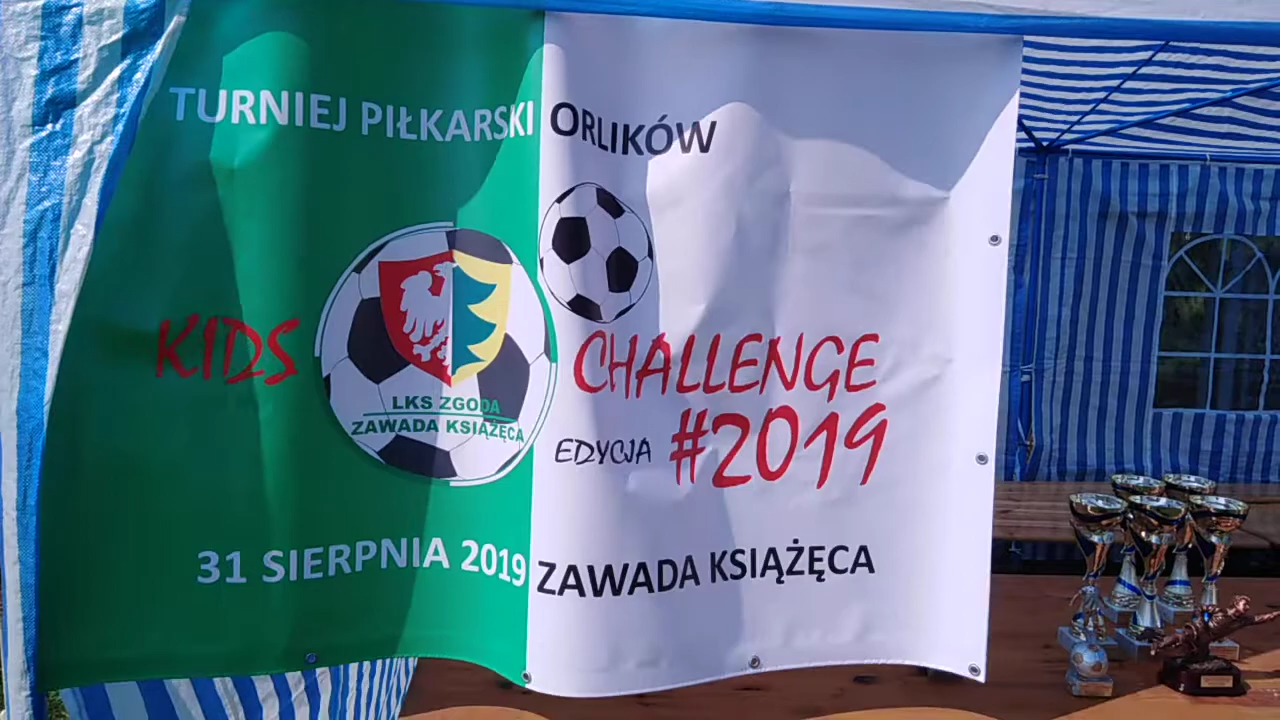 TURNIEJ PIŁKARSKI ORLIKÓW
KIDS CHALLENGE
LKS ZGODA
ZAWADA KSIĄŻĘCA
EDYCJA #2019
31 SIERPNIA 2019 ZAWADA KSIĄŻĘCA